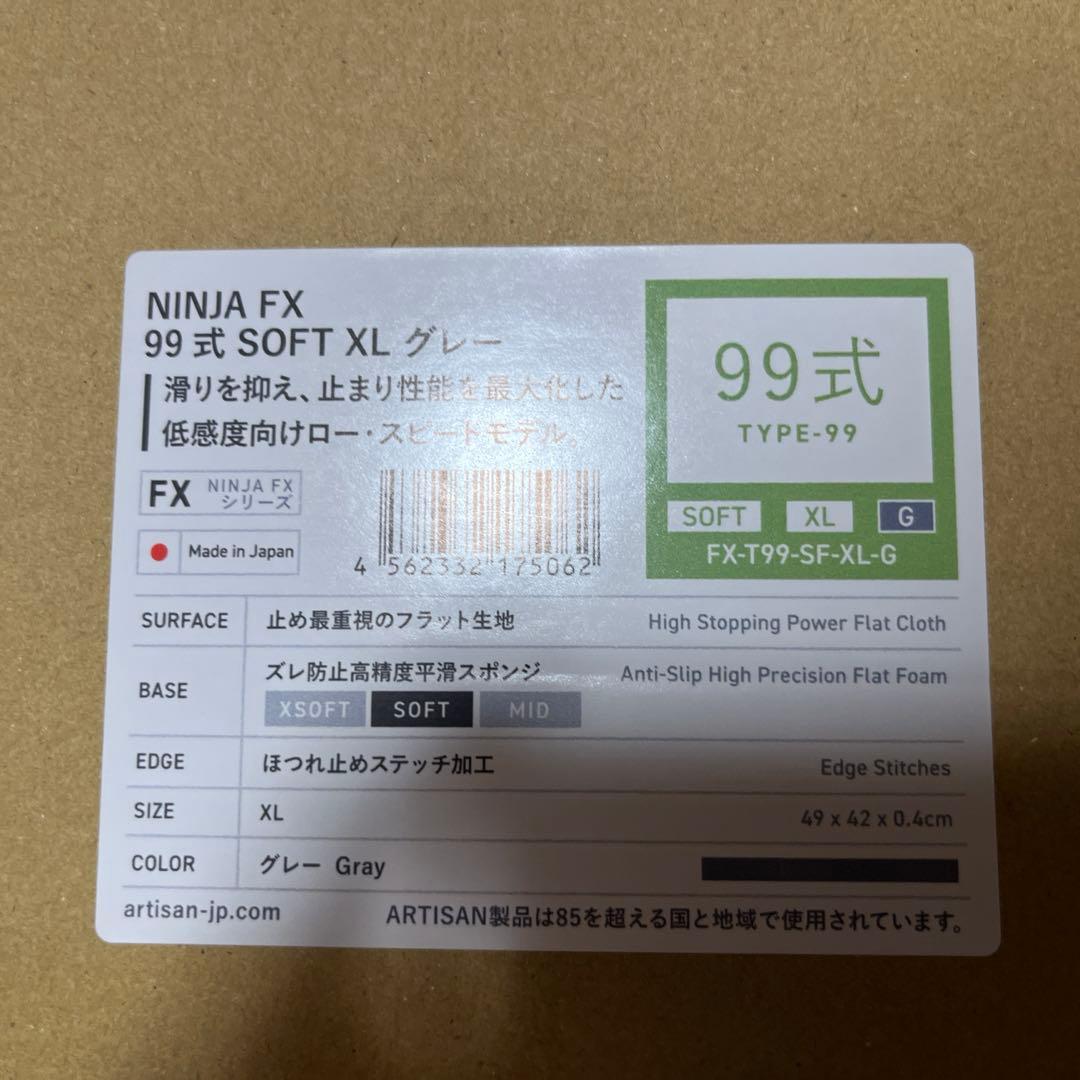 NINJA FX
99式 SOFT XL グレー
滑りを抑え、止まり性能を最大化した
低感度向けロー・スピードモデル。
FX NINJA FX シリーズ
Made in Japan
4 562332 175062
99式
TYPE-99
SOFT XL G
FX-T99-SF-XL-G
SURFACE 止め最重視のフラット生地 High Stopping Power Flat Cloth
BASE ズレ防止高精度平滑スポンジ Anti-Slip High Precision Flat Foam
XSOFT SOFT MID
EDGE ほつれ止めステッチ加工 Edge Stitches
SIZE XL 49 x 42 x 0.4cm
COLOR グレー Gray
artisan-jp.com ARTISAN製品は85を超える国と地域で使用されています。